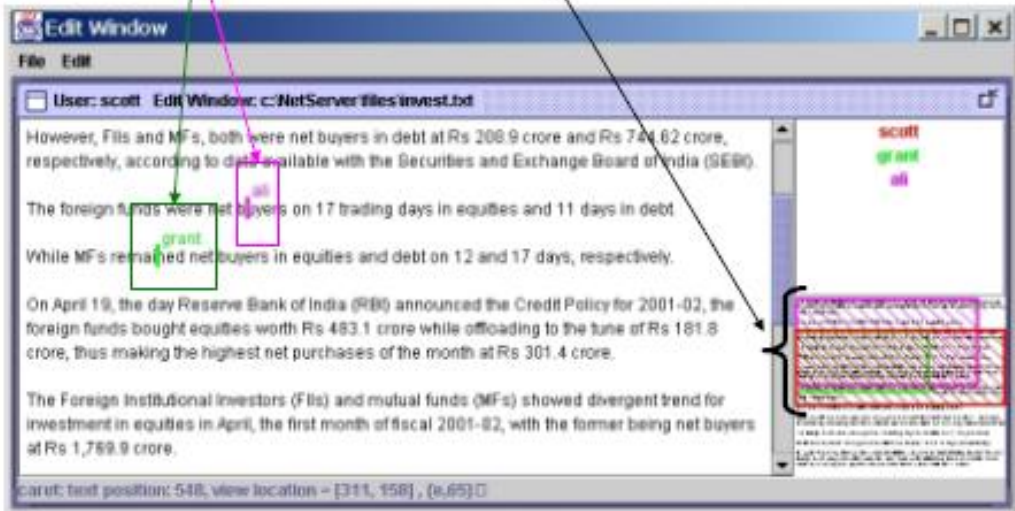 Edit Window
File Edit
User: scott Edit Window: c:\NetServer\files\invest.txt
However, FIIs and MFs, both were net buyers in debt at Rs 208.9 crore and Rs 744.62 crore,
respectively, according to data available with the Securities and Exchange Board of India (SEBI).
The foreign funds were net buyers on 17 trading days in equities and 11 days in debt
While MFs remained net buyers in equities and debt on 12 and 17 days, respectively.
On April 19, the day Reserve Bank of India (RBI) announced the Credit Policy for 2001-02, the
foreign funds bought equities worth Rs 483.1 crore while offloading to the tune of Rs 181.8
crore, thus making the highest net purchases of the month at Rs 301.4 crore.
The Foreign Institutional Investors (FIIs) and mutual funds (MFs) showed divergent trend for
investment in equities in April, the first month of fiscal 2001-02, with the former being net buyers
at Rs 1,769.9 crore.
ali
grant
scott
grant
ali
caret: text position: 548, view location = [311, 158] , (e,65)